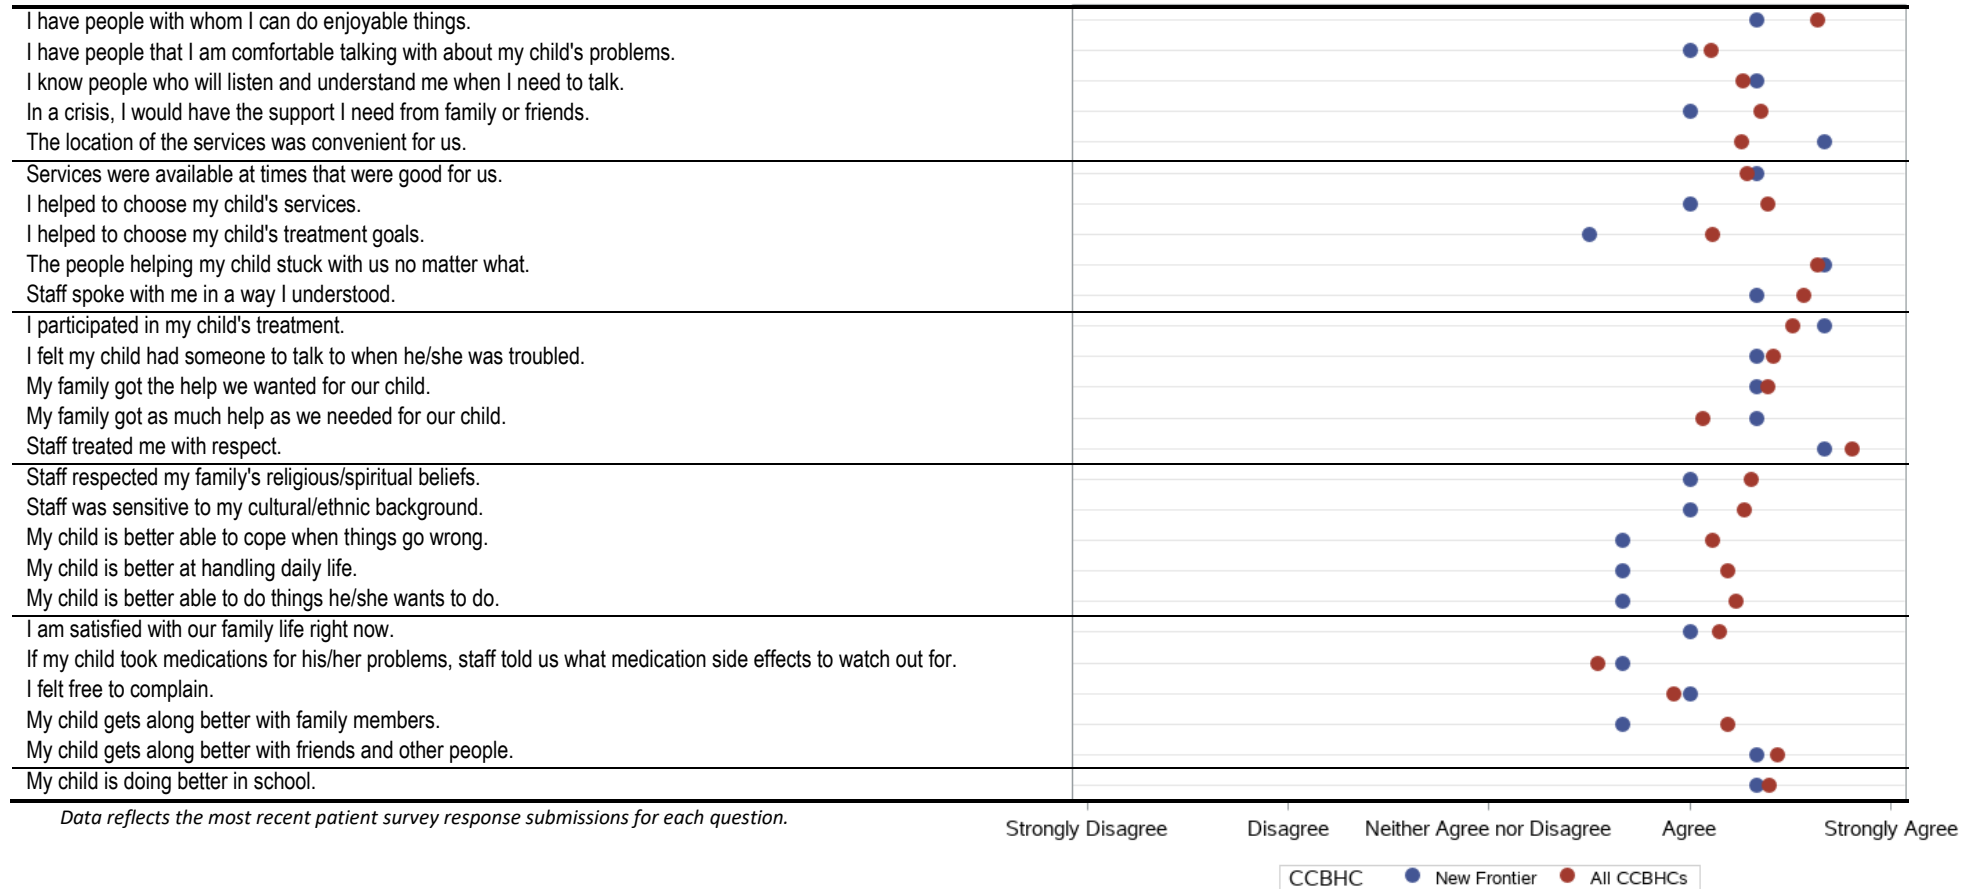 I have people with whom I can do enjoyable things.
I have people that I am comfortable talking with about my child's problems.
I know people who will listen and understand me when I need to talk.
In a crisis, I would have the support I need from family or friends.
The location of the services was convenient for us.
Services were available at times that were good for us.
I helped to choose my child's services.
I helped to choose my child's treatment goals.
The people helping my child stuck with us no matter what.
Staff spoke with me in a way I understood.
I participated in my child's treatment.
I felt my child had someone to talk to when he/she was troubled.
My family got the help we wanted for our child.
My family got as much help as we needed for our child.
Staff treated me with respect.
Staff respected my family's religious/spiritual beliefs.
Staff was sensitive to my cultural/ethnic background.
My child is better able to cope when things go wrong.
My child is better at handling daily life.
My child is better able to do things he/she wants to do.
I am satisfied with our family life right now.
If my child took medications for his/her problems, staff told us what medication side effects to watch out for.
I felt free to complain.
My child gets along better with family members.
My child gets along better with friends and other people.
My child is doing better in school.
Data reflects the most recent patient survey response submissions for each question.
Strongly Disagree Disagree Neither Agree nor Disagree Agree Strongly Agree
CCBHC New Frontier All CCBHCs